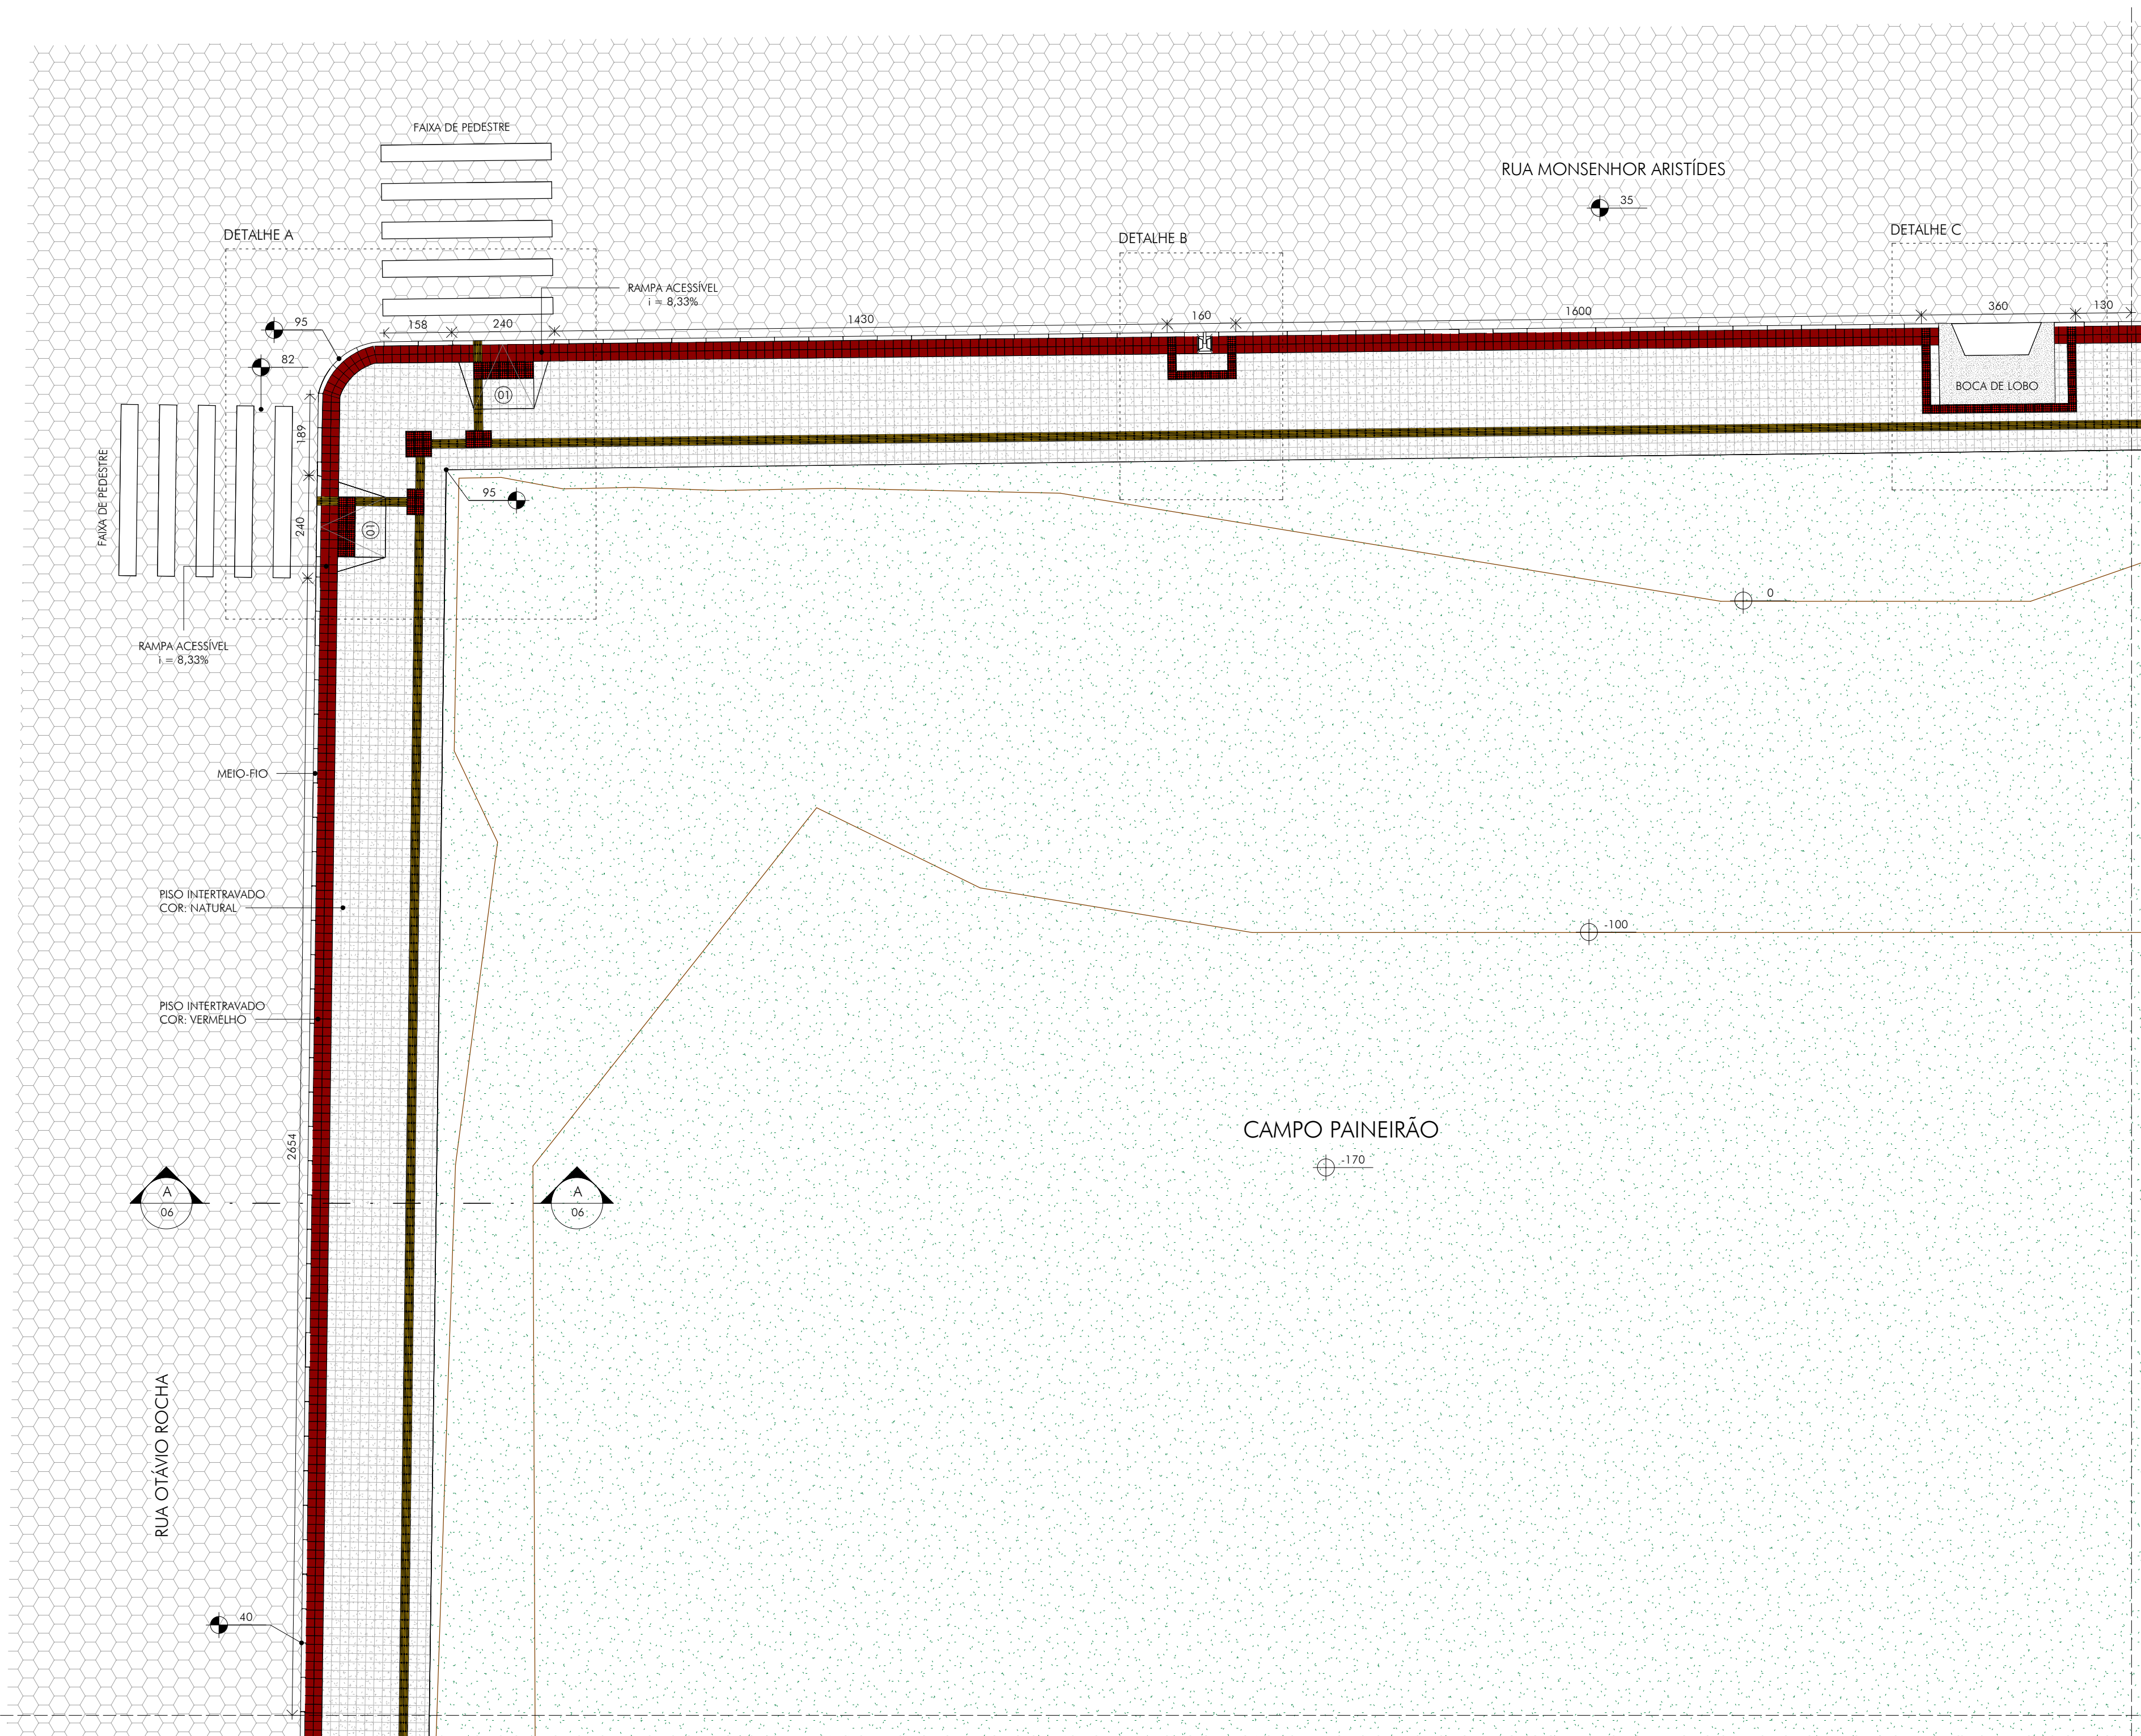 FAIXA DE PEDESTRE
RUA MONSENHOR ARISTÍDES
35
DETALHE A
DETALHE B
DETALHE C
RAMPA ACESSÍVEL
i = 8,33%
95
158
240
1430
160
1600
360
130
82
BOCA DE LOBO
01
189
FAIXA DE PEDESTRE
240
95
01
0
RAMPA ACESSÍVEL
i = 8,33%
MEIO-FIO
PISO INTERTRAVADO
COR: NATURAL
-100
PISO INTERTRAVADO
COR: VERMELHO
CAMPO PAINEIRÃO
-170
2654
A
06
A
06
RUA OTÁVIO ROCHA
40